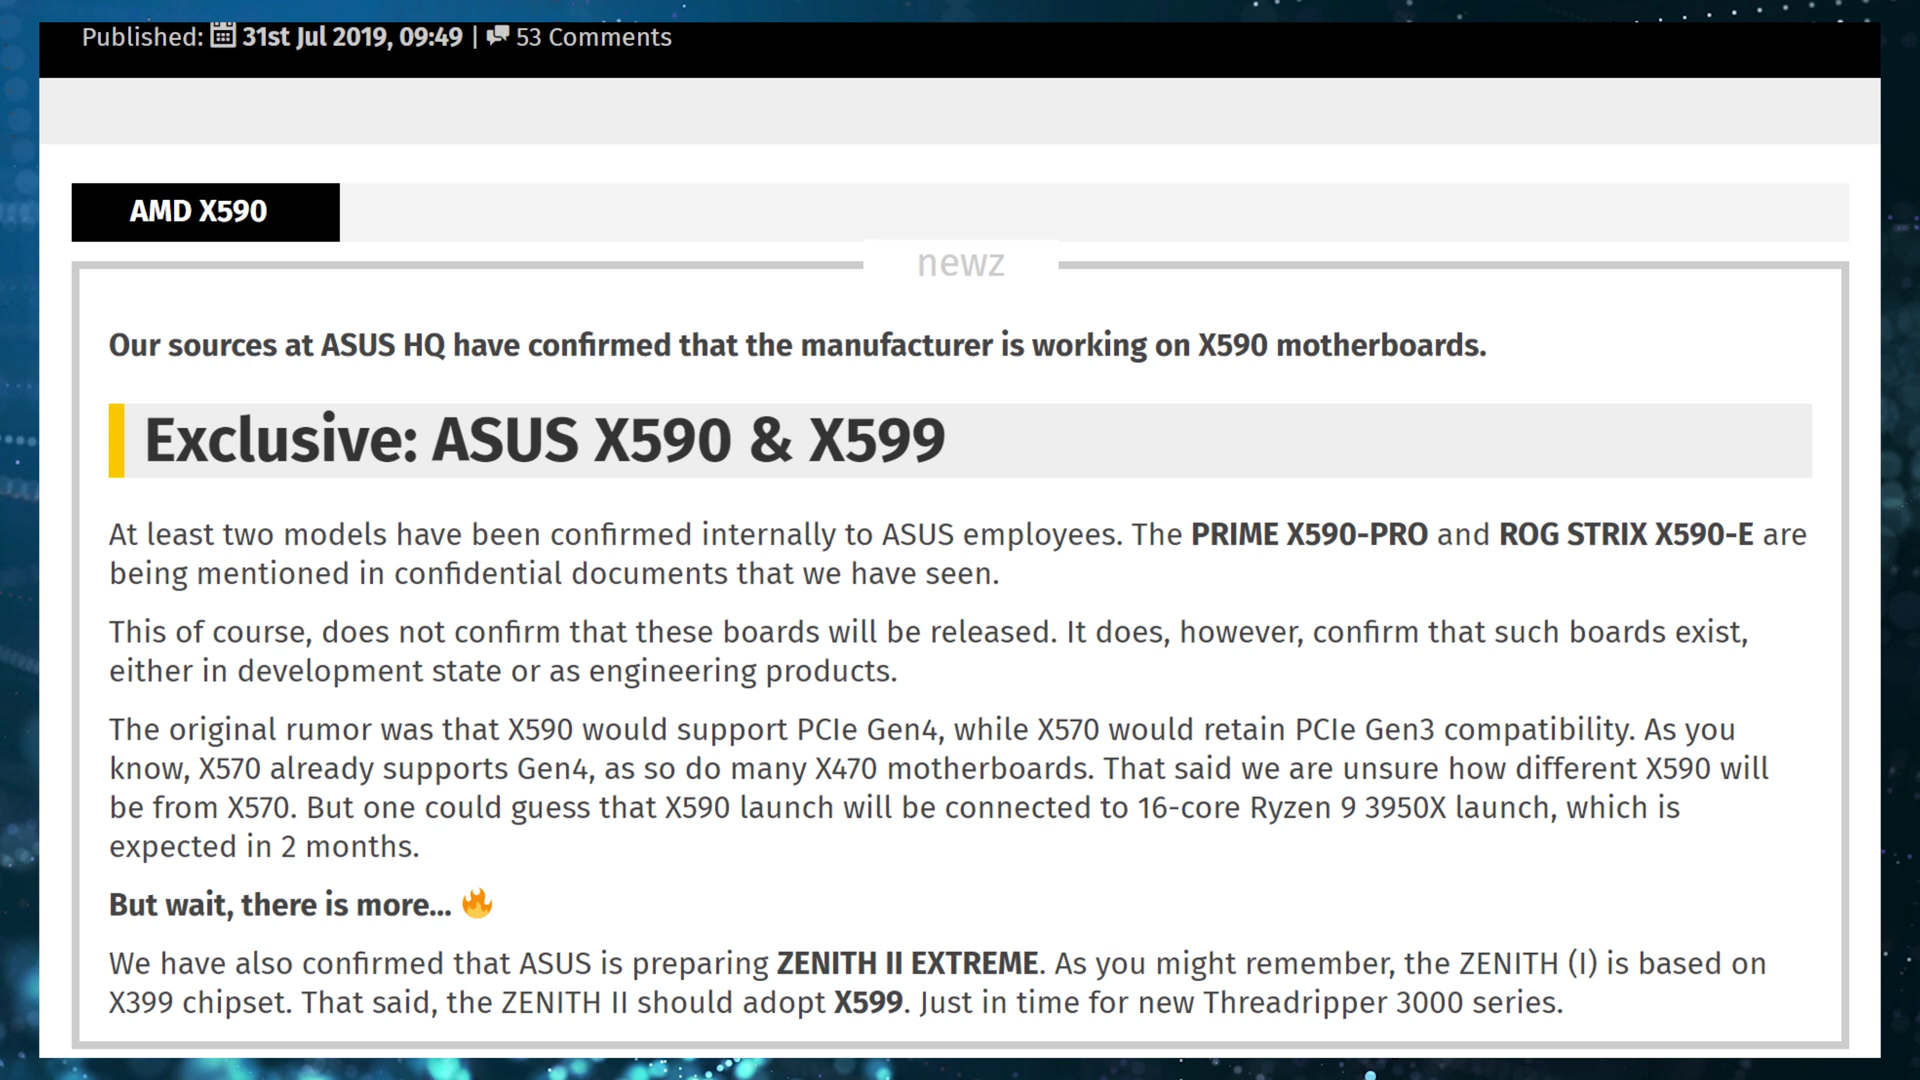 Published: 31st Jul 2019, 09:49 | 53 Comments
AMD X590
newz
Our sources at ASUS HQ have confirmed that the manufacturer is working on X590 motherboards.
Exclusive: ASUS X590 & X599
At least two models have been confirmed internally to ASUS employees. The PRIME X590-PRO and ROG STRIX X590-E are
being mentioned in confidential documents that we have seen.
This of course, does not confirm that these boards will be released. It does, however, confirm that such boards exist,
either in development state or as engineering products.
The original rumor was that X590 would support PCIe Gen4, while X570 would retain PCIe Gen3 compatibility. As you
know, X570 already supports Gen4, as so do many X470 motherboards. That said we are unsure how different X590 will
be from X570. But one could guess that X590 launch will be connected to 16-core Ryzen 9 3950X launch, which is
expected in 2 months.
But wait, there is more... 🔥
We have also confirmed that ASUS is preparing ZENITH II EXTREME. As you might remember, the ZENITH (I) is based on
X399 chipset. That said, the ZENITH II should adopt X599. Just in time for new Threadripper 3000 series.